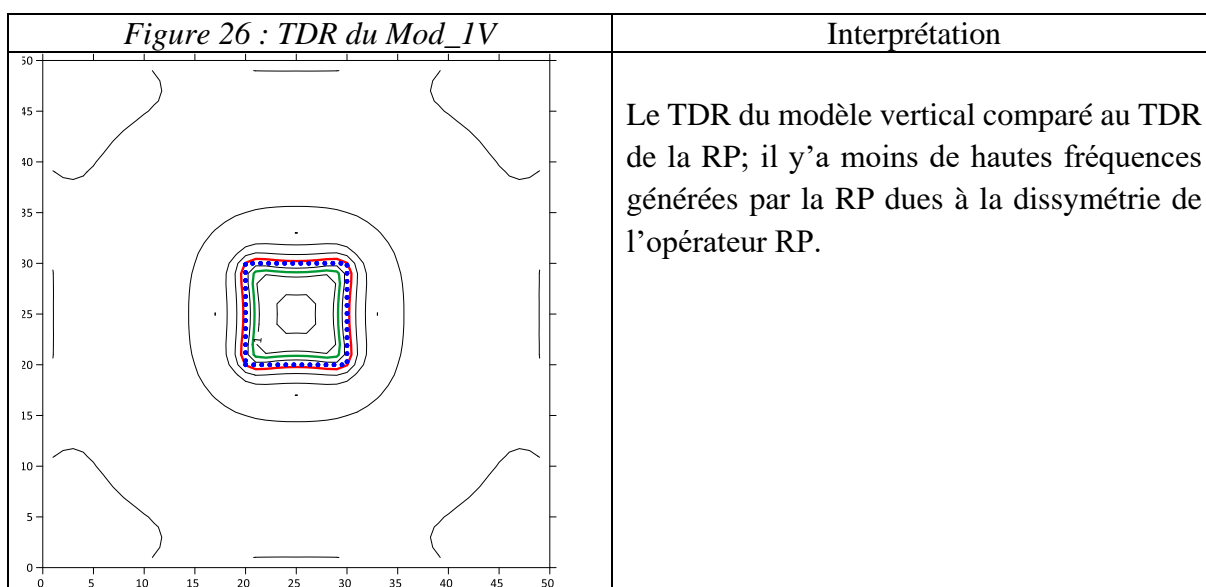 Figure 26 : TDR du Mod_1V
Interprétation
Le TDR du modèle vertical comparé au TDR
de la RP; il y'a moins de hautes fréquences
générées par la RP dues à la dissymétrie de
l'opérateur RP.
50
45
40
35
30
25
20
15
10
5
0
1
0 5 10 15 20 25 30 35 40 45 50